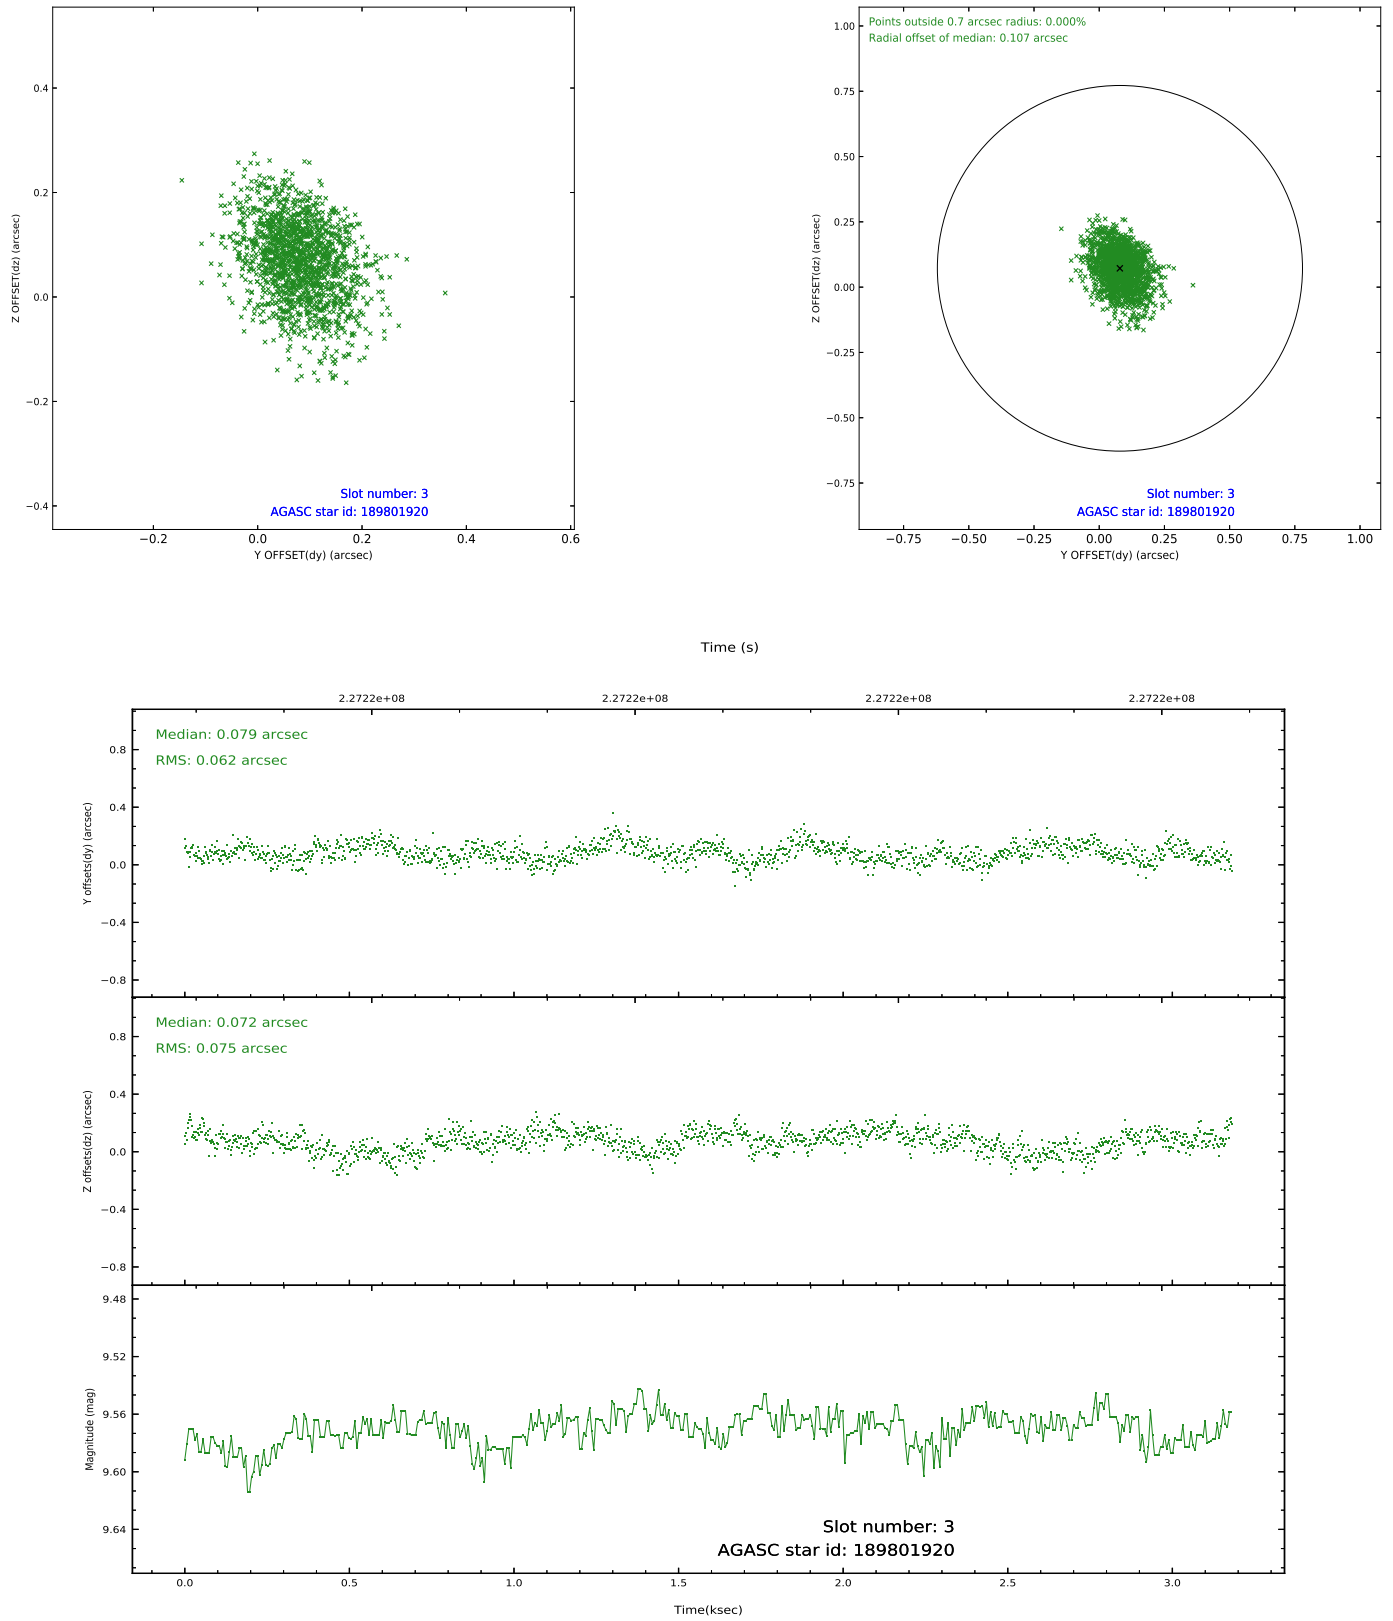 0.4
0.2
0.0
−0.2
−0.4
Z OFFSET(dz) (arcsec)
Slot number: 3
AGASC star id: 189801920
−0.2 0.0 0.2 0.4 0.6
Y OFFSET(dy) (arcsec)
Points outside 0.7 arcsec radius: 0.000%
Radial offset of median: 0.107 arcsec
1.00
0.75
0.50
0.25
0.00
−0.25
−0.50
−0.75
Z OFFSET(dz) (arcsec)
Slot number: 3
AGASC star id: 189801920
−0.75 −0.50 −0.25 0.00 0.25 0.50 0.75 1.00
Y OFFSET(dy) (arcsec)
Time (s)
2.2722e+08 2.2722e+08 2.2722e+08 2.2722e+08
Median: 0.079 arcsec
RMS: 0.062 arcsec
0.8
0.4
0.0
−0.4
−0.8
Y offsets(dy) (arcsec)
Median: 0.072 arcsec
RMS: 0.075 arcsec
0.8
0.4
0.0
−0.4
−0.8
Z offsets(dz) (arcsec)
9.48
9.52
9.56
9.60
9.64
Magnitude (mag)
Slot number: 3
AGASC star id: 189801920
0.0 0.5 1.0 1.5 2.0 2.5 3.0
Time(ksec)